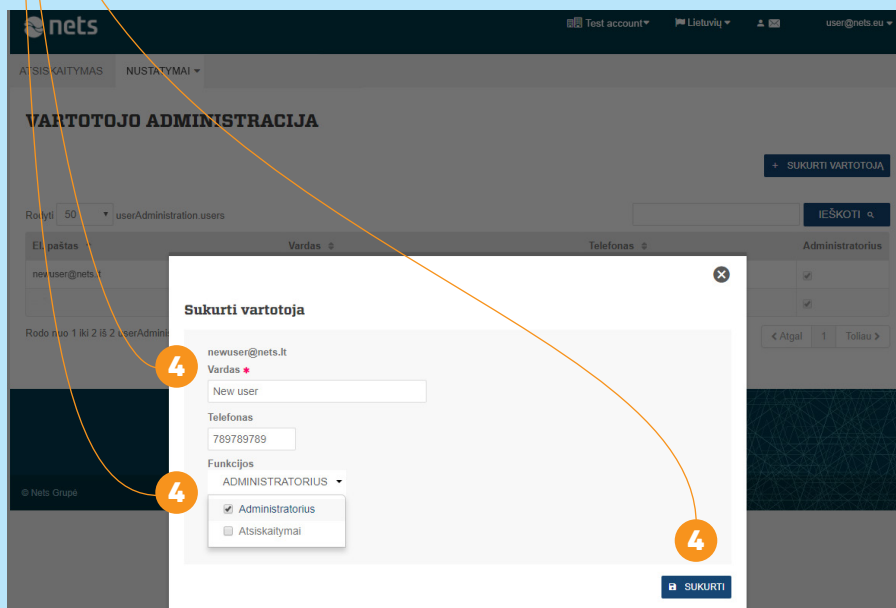 nets
Test account
Lietuvių
user@nets.eu
ATSISKAITYMAS NUSTATYMAI
VARTOTOJO ADMINISTRACIJA
+ SUKURTI VARTOTOJĄ
Rodyti 50 userAdministration.users
IEŠKOTI
El. paštas Vardas Telefonas Administratorius
newuser@nets.lt
Rodo nuo 1 iki 2 iš 2
Atgal 1 Toliau
Sukurti vartotoja
newuser@nets.lt
4
Vardas *
New user
Telefonas
789789789
Funkcijos
4
ADMINISTRATORIUS
Administratorius
Atsiskaitymai
4
SUKURTI
© Nets Grupė